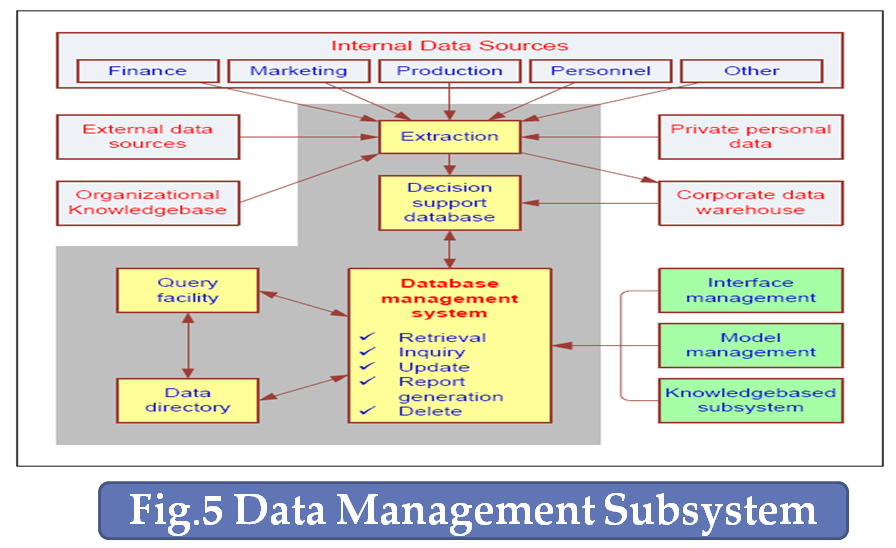 Internal Data Sources
Finance
Marketing
Production
Personnel
Other
External data
sources
Extraction
Private personal
data
Organizational
Knowledgebase
Decision
support
database
Corporate data
warehouse
Query
facility
Database
management
system
✓ Retrieval
✓ Inquiry
✓ Update
✓ Report
generation
✓ Delete
Interface
management
Model
management
Data
directory
Knowledgebased
subsystem
Fig.5 Data Management Subsystem